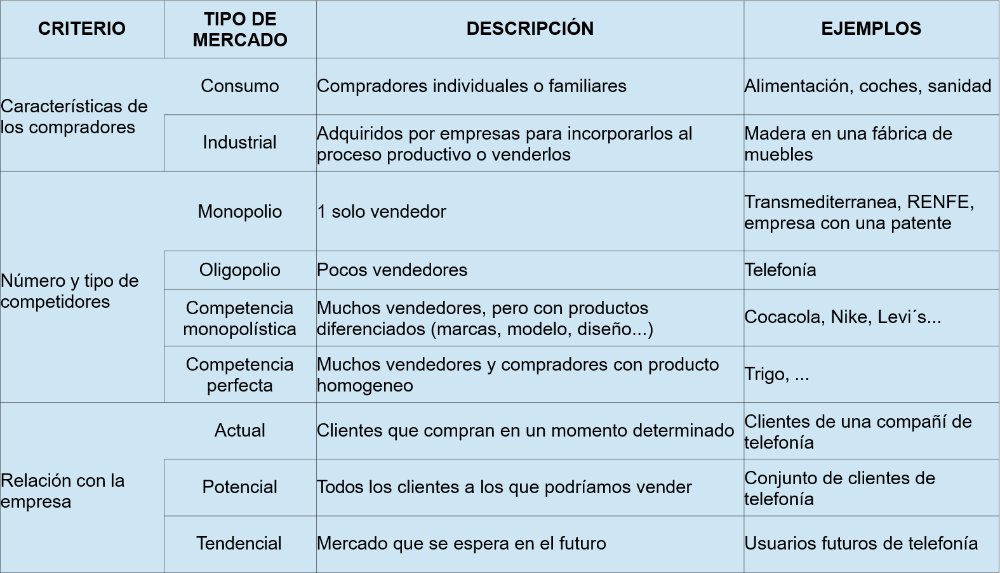 CRITERIO
TIPO DE
MERCADO
DESCRIPCIÓN
EJEMPLOS
Características de
los compradores
Consumo
Compradores individuales o familiares
Alimentación, coches, sanidad
Industrial
Adquiridos por empresas para incorporarlos al
proceso productivo o venderlos
Madera en una fábrica de
muebles
Número y tipo de
competidores
Monopolio
1 solo vendedor
Transmediterranea, RENFE,
empresa con una patente
Oligopolio
Pocos vendedores
Telefonía
Competencia
monopolística
Muchos vendedores, pero con productos
diferenciados (marcas, modelo, diseño...)
Cocacola, Nike, Levi´s...
Competencia
perfecta
Muchos vendedores y compradores con producto
homogeneo
Trigo, ...
Relación con la
empresa
Actual
Clientes que compran en un momento determinado
Clientes de una compañí de
telefonía
Potencial
Todos los clientes a los que podríamos vender
Conjunto de clientes de
telefonía
Tendencial
Mercado que se espera en el futuro
Usuarios futuros de telefonía